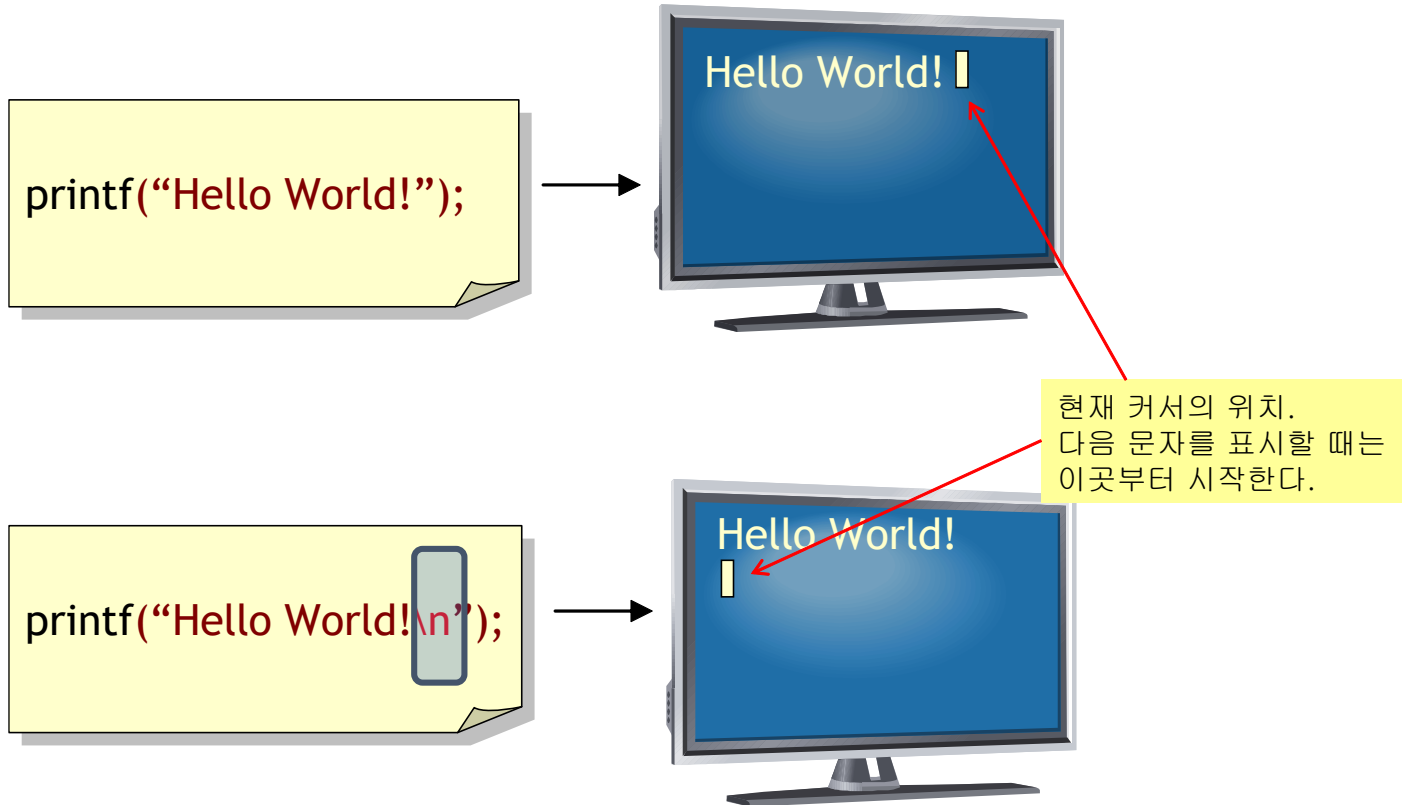 Hello World!
printf(“Hello World!”);
현재 커서의 위치.
다음 문자를 표시할 때는
이곳부터 시작한다.
Hello World!
printf(“Hello World!\n”);